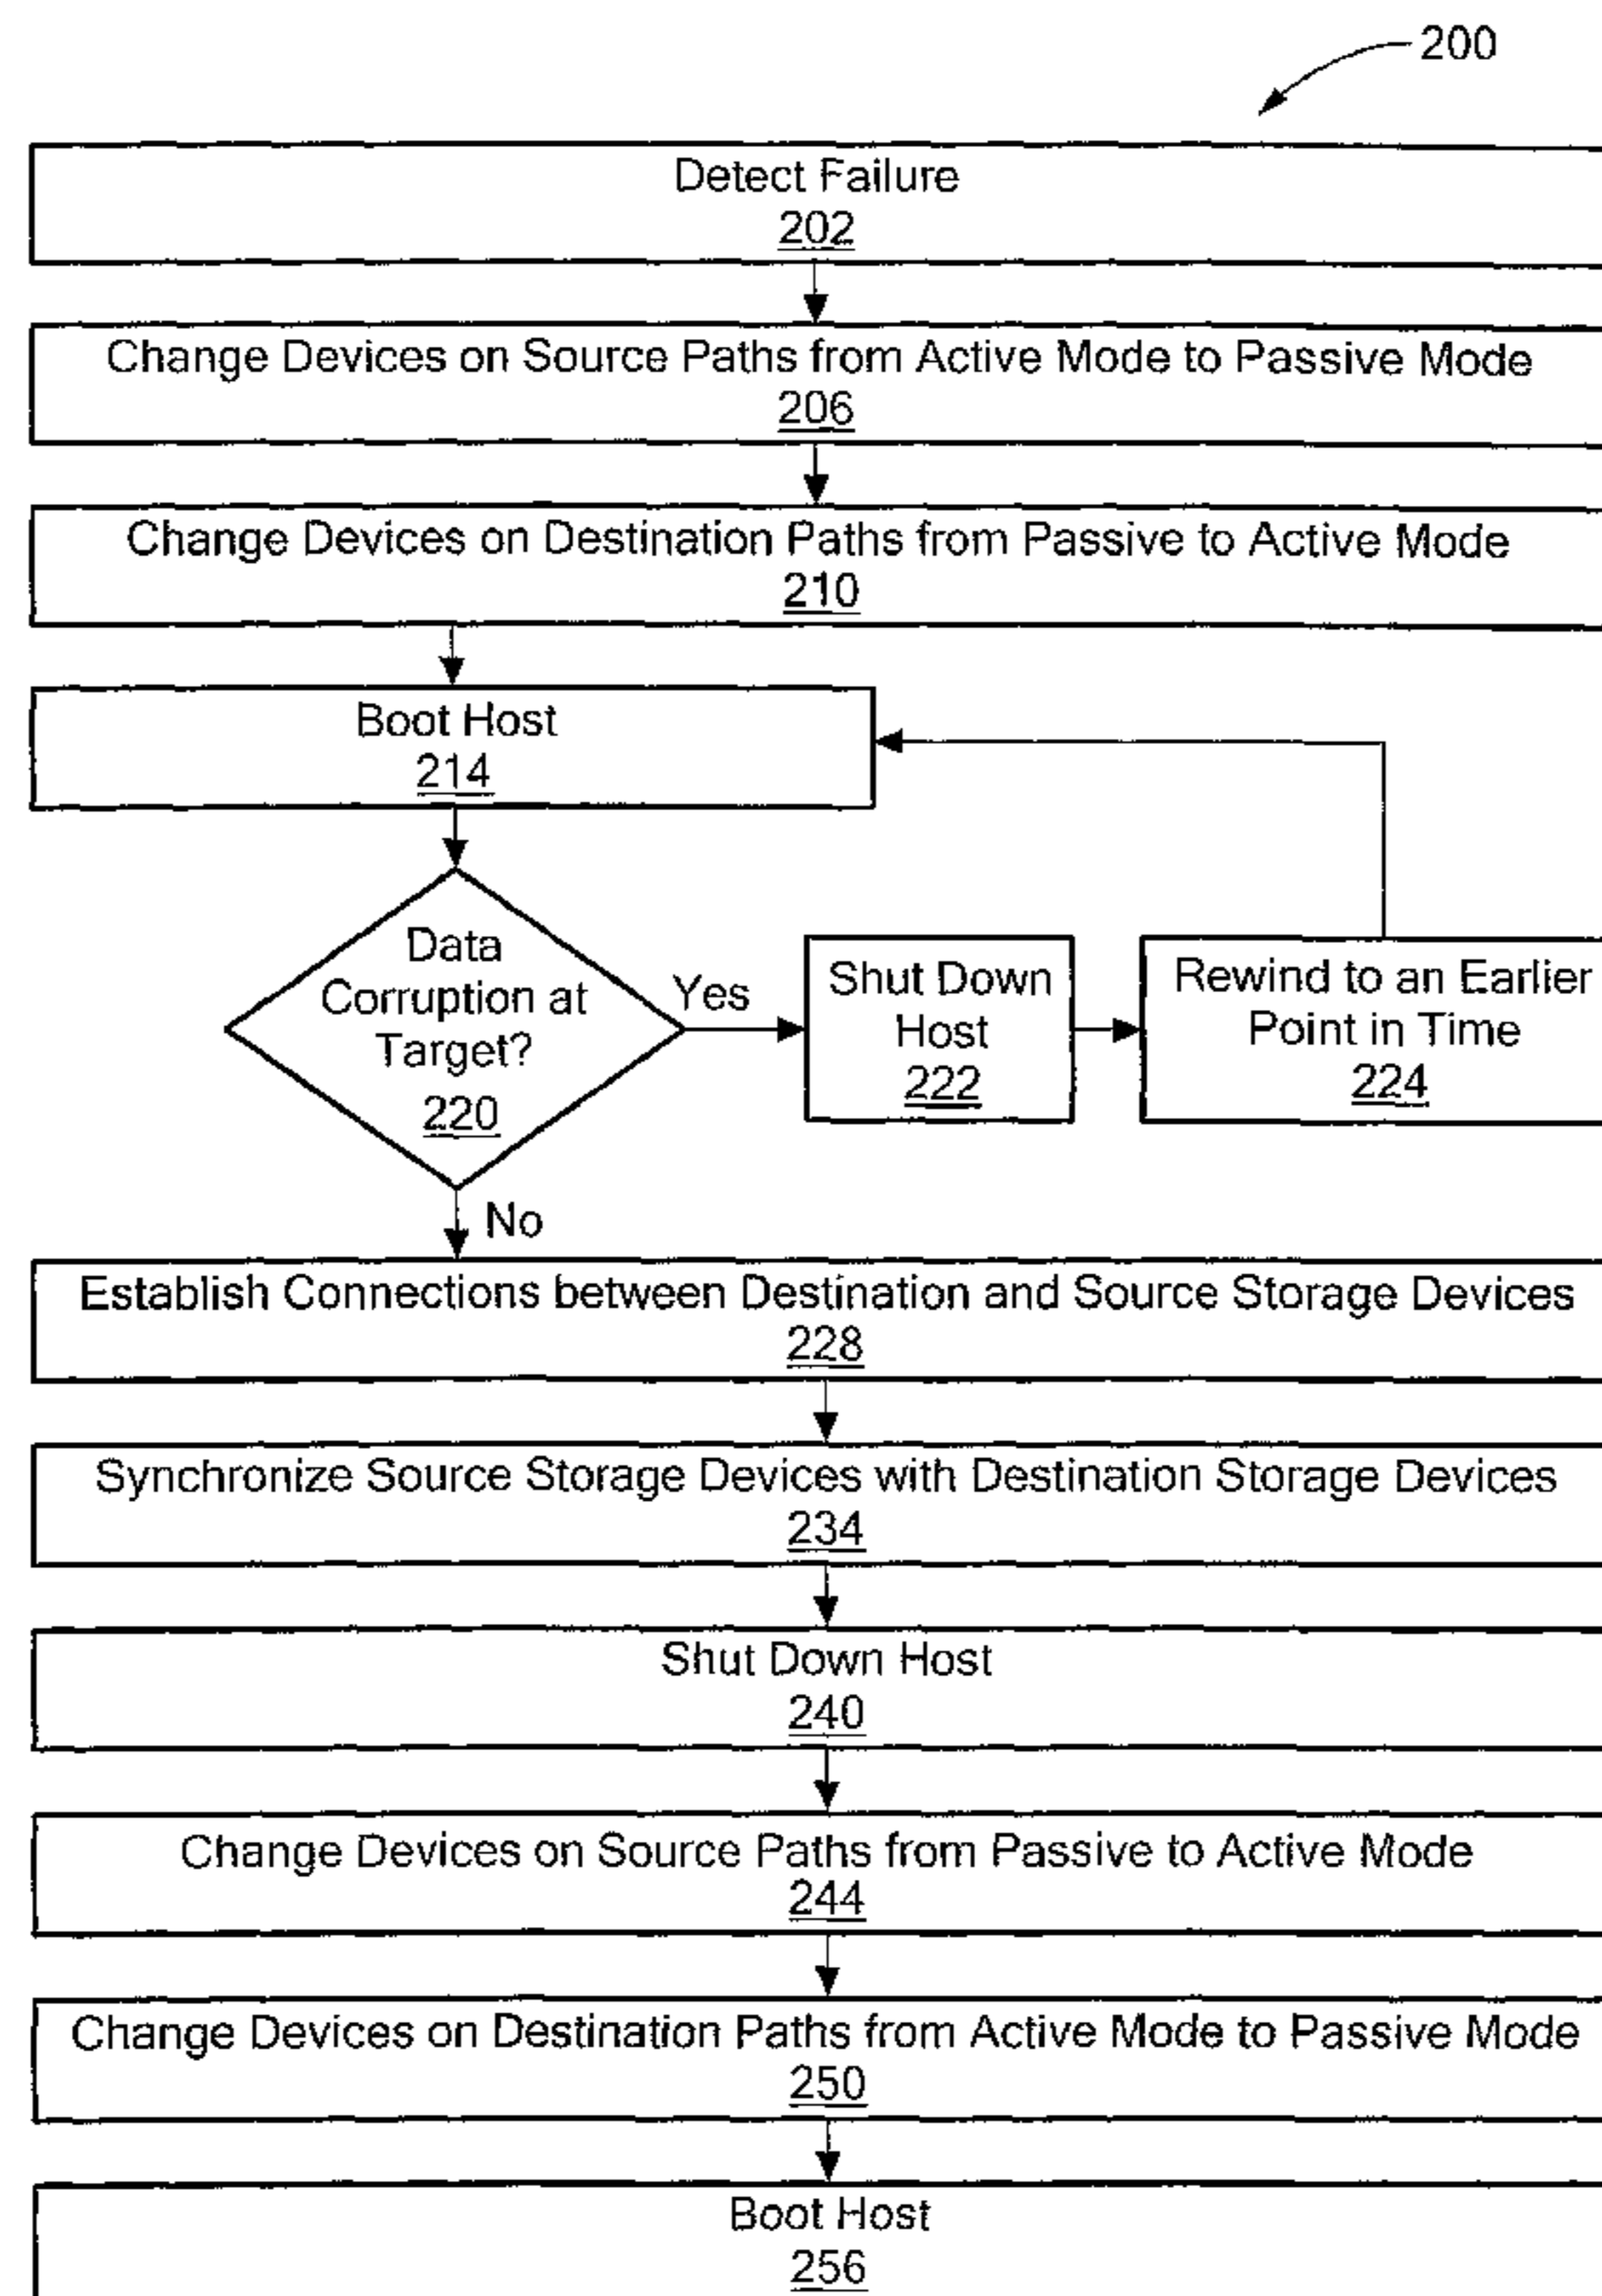 200
Detect Failure
202
Change Devices on Source Paths from Active Mode to Passive Mode
206
Change Devices on Destination Paths from Passive to Active Mode
210
Boot Host
214
Data
Corruption at
Target?
220
Yes
Shut Down
Host
222
Rewind to an Earlier
Point in Time
224
No
Establish Connections between Destination and Source Storage Devices
228
Synchronize Source Storage Devices with Destination Storage Devices
234
Shut Down Host
240
Change Devices on Source Paths from Passive to Active Mode
244
Change Devices on Destination Paths from Active Mode to Passive Mode
250
Boot Host
256